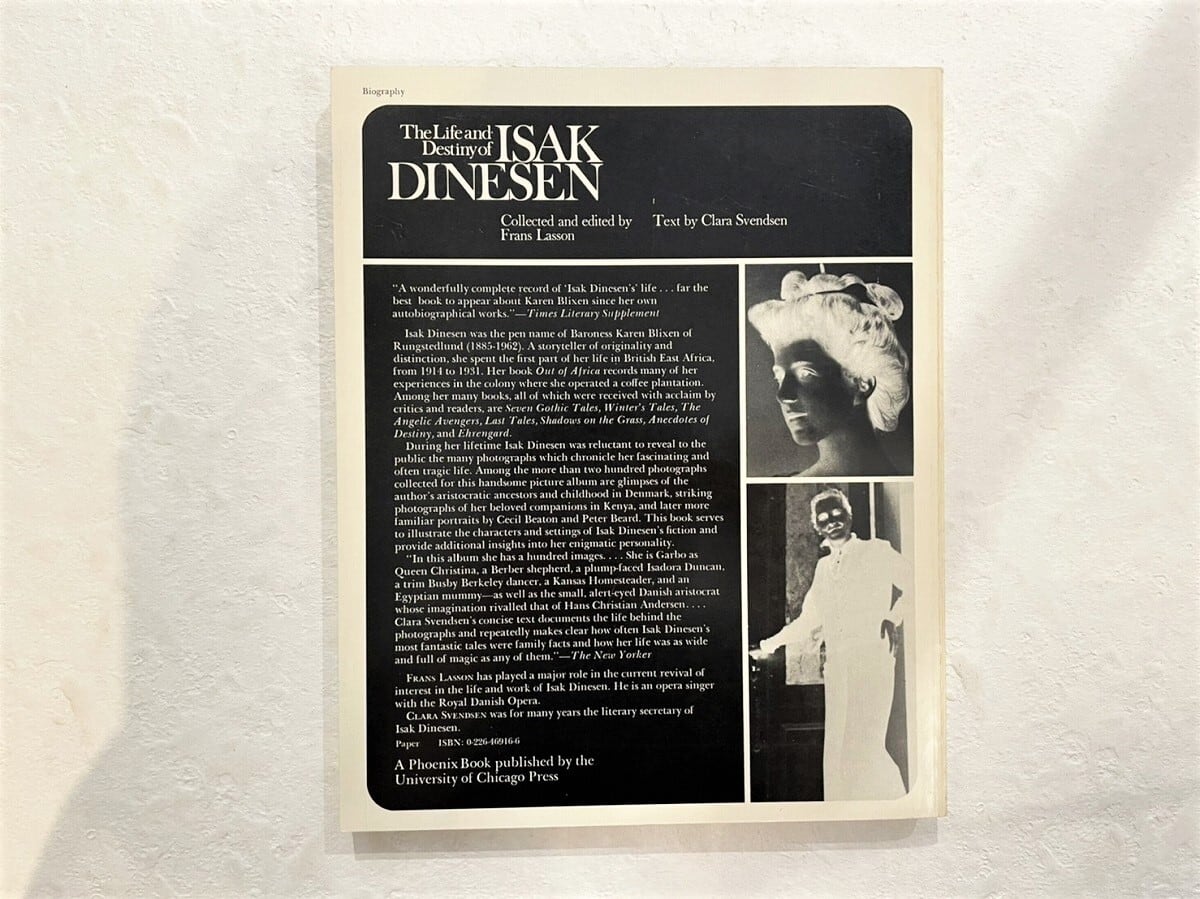 Biography
The Life and
Destiny of ISAK
DINESEN
Collected and edited by
Frans Lasson
Text by Clara Svendsen
"A wonderfully complete record of 'Isak Dinesen's' life . . . far the
best book to appear about Karen Blixen since her own
autobiographical works."—Times Literary Supplement
Isak Dinesen was the pen name of Baroness Karen Blixen of
Rungstedlund (1885-1962). A storyteller of originality and
distinction, she spent the first part of her life in British East Africa,
from 1914 to 1931. Her book Out of Africa records many of her
experiences in the colony where she operated a coffee plantation.
Among her many books, all of which were received with acclaim by
critics and readers, are Seven Gothic Tales, Winter's Tales, The
Angelic Avengers, Last Tales, Shadows on the Grass, Anecdotes of
Destiny, and Ehrengard.
During her lifetime Isak Dinesen was reluctant to reveal to the
public the many photographs which chronicle her fascinating and
often tragic life. Among the more than two hundred photographs
collected for this handsome picture album are glimpses of the
author's aristocratic ancestors and childhood in Denmark, striking
photographs of her beloved companions in Kenya, and later more
familiar portraits by Cecil Beaton and Peter Beard. This book serves
to illustrate the characters and settings of Isak Dinesen's fiction and
provide additional insights into her enigmatic personality.
"In this album she has a hundred images. . . . She is Garbo as
Queen Christina, a Berber shepherd, a plump-faced Isadora Duncan,
a trim Busby Berkeley dancer, a Kansas Homesteader, and an
Egyptian mummy—as well as the small, alert-eyed Danish aristocrat
whose imagination rivalled that of Hans Christian Andersen. . . .
Clara Svendsen's concise text documents the life behind the
photographs and repeatedly makes clear how often Isak Dinesen's
most fantastic tales were family facts and how her life was as wide
and full of magic as any of them."—The New Yorker
FRANS LASSON has played a major role in the current revival of
interest in the life and work of Isak Dinesen. He is an opera singer
with the Royal Danish Opera.
CLARA SVENDSEN was for many years the literary secretary of
Isak Dinesen.
Paper ISBN: 0-226-46916-6
A Phoenix Book published by the
University of Chicago Press